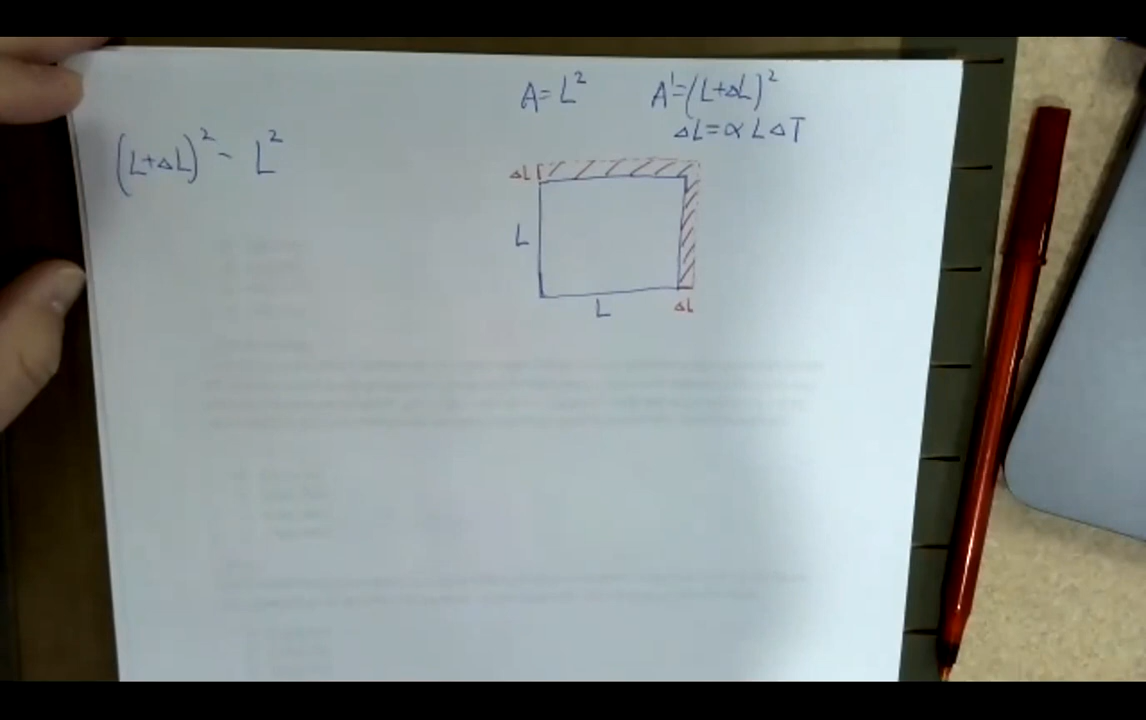 A = L² A' = (L+ΔL)²
ΔL = α L ΔT
(L+ΔL)² - L²
ΔL
L
L ΔL